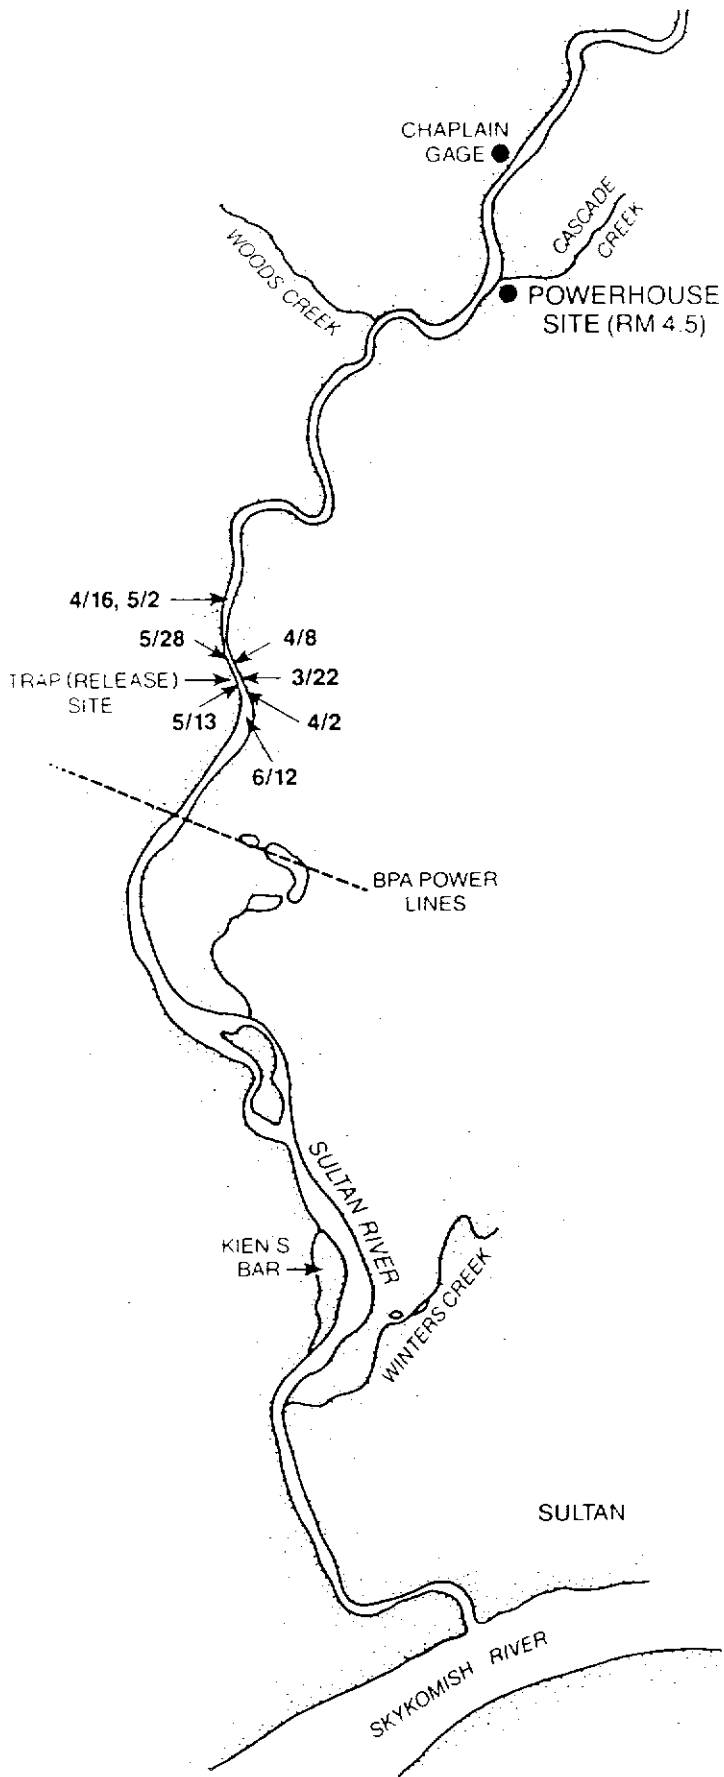 CHAPLAIN
GAGE
CASCADE
CREEK
WOODS CREEK
POWERHOUSE
SITE (RM 4.5)
4/16, 5/2
5/28
4/8
TRAP (RELEASE)
SITE
3/22
5/13
4/2
6/12
BPA POWER
LINES
SULTAN RIVER
KIEN S
BAR
WINTERS CREEK
SULTAN
SKYKOMISH RIVER